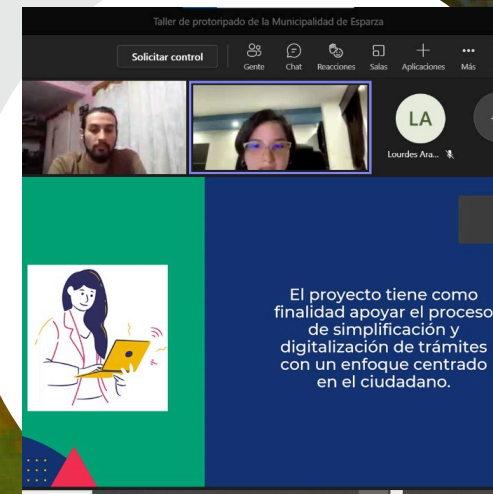 Taller de protoripado de la Municipalidad de Esparza
Solicitar control
Gente Chat Reacciones Salas Aplicaciones Más
LA
Lourdes Ara...
El proyecto tiene como
finalidad apoyar el proceso
de simplificación y
digitalización de trámites
con un enfoque centrado
en el ciudadano.